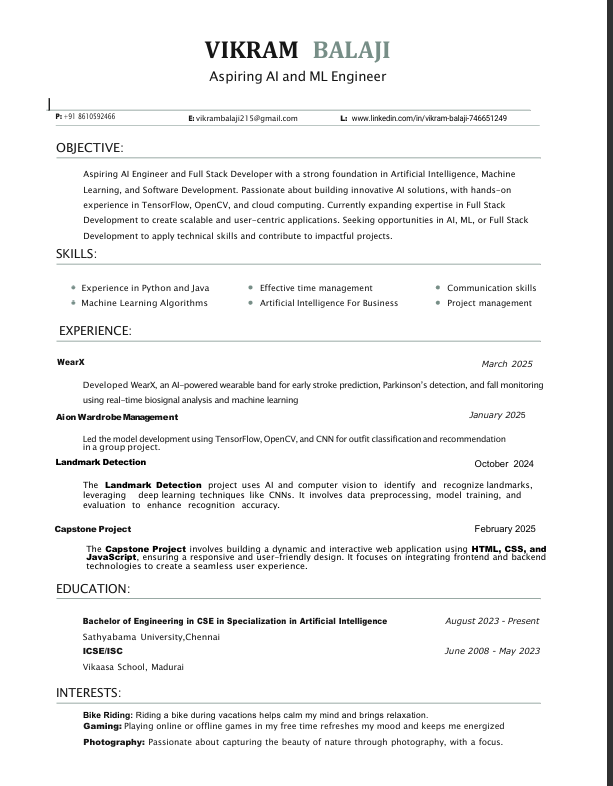 VIKRAM BALAJI
Aspiring AI and ML Engineer
P: +91 8610592466 E: vikrambalaji215@gmail.com L: www.linkedin.com/in/vikram-balaji-746651249
OBJECTIVE:
Aspiring AI Engineer and Full Stack Developer with a strong foundation in Artificial Intelligence, Machine
Learning, and Software Development. Passionate about building innovative AI solutions, with hands-on
experience in TensorFlow, OpenCV, and cloud computing. Currently expanding expertise in Full Stack
Development to create scalable and user-centric applications. Seeking opportunities in AI, ML, or Full Stack
Development to apply technical skills and contribute to impactful projects.
SKILLS:
• Experience in Python and Java • Effective time management • Communication skills
• Machine Learning Algorithms • Artificial Intelligence For Business • Project management
EXPERIENCE:
WearX March 2025
Developed WearX, an AI-powered wearable band for early stroke prediction, Parkinson's detection, and fall monitoring
using real-time biosignal analysis and machine learning
Aion Wardrobe Management January 2025
Led the model development using TensorFlow, OpenCV, and CNN for outfit classification and recommendation
in a group project.
Landmark Detection October 2024
The Landmark Detection project uses AI and computer vision to identify and recognize landmarks,
leveraging deep learning techniques like CNNs. It involves data preprocessing, model training, and
evaluation to enhance recognition accuracy.
Capstone Project February 2025
The Capstone Project involves building a dynamic and interactive web application using HTML, CSS, and
JavaScript, ensuring a responsive and user-friendly design. It focuses on integrating frontend and backend
technologies to create a seamless user experience.
EDUCATION:
Bachelor of Engineering in CSE in Specialization in Artificial Intelligence August 2023 - Present
Sathyabama University,Chennai
ICSE/ISC June 2008 - May 2023
Vikaasa School, Madurai
INTERESTS:
Bike Riding: Riding a bike during vacations helps calm my mind and brings relaxation.
Gaming: Playing online or offline games in my free time refreshes my mood and keeps me energized
Photography: Passionate about capturing the beauty of nature through photography, with a focus.